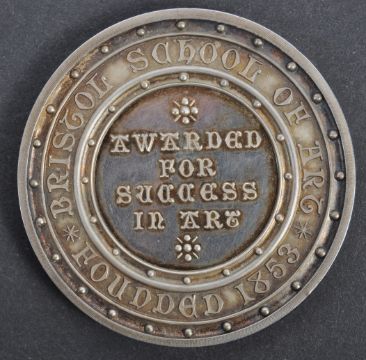 BRISTOL SCHOOL OF ART
* FOUNDED 1853 *
AWARDED
FOR
SUCCESS
IN ART